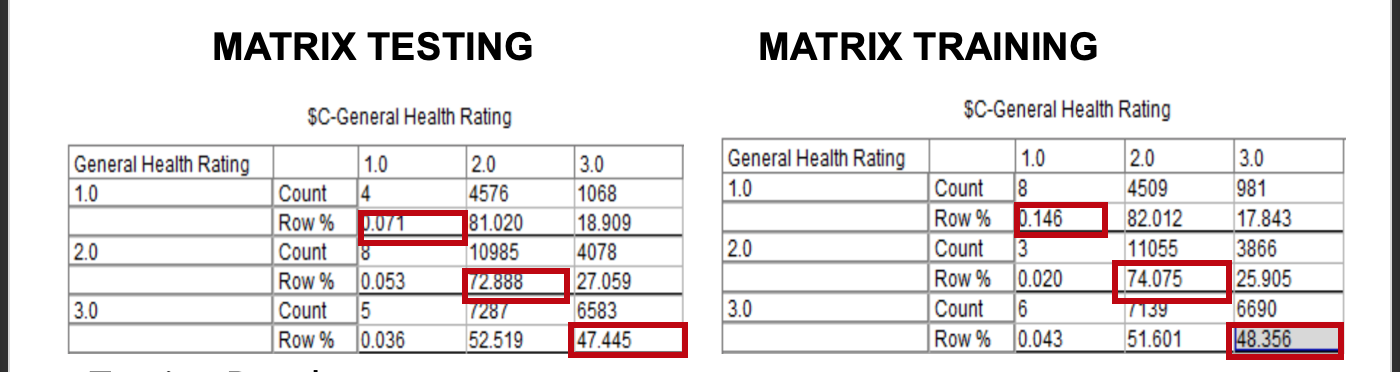 MATRIX TESTING
MATRIX TRAINING
$C-General Health Rating
General Health Rating 1.0 2.0 3.0
1.0 Count 4 4576 1068
Row % 0.071 81.020 18.909
2.0 Count 8 10985 4078
Row % 0.053 72.888 27.059
3.0 Count 5 7287 6583
Row % 0.036 52.519 47.445
$C-General Health Rating
General Health Rating 1.0 2.0 3.0
1.0 Count 8 4509 981
Row % 0.146 82.012 17.843
2.0 Count 3 11055 3866
Row % 0.020 74.075 25.905
3.0 Count 6 7139 6690
Row % 0.043 51.601 48.356